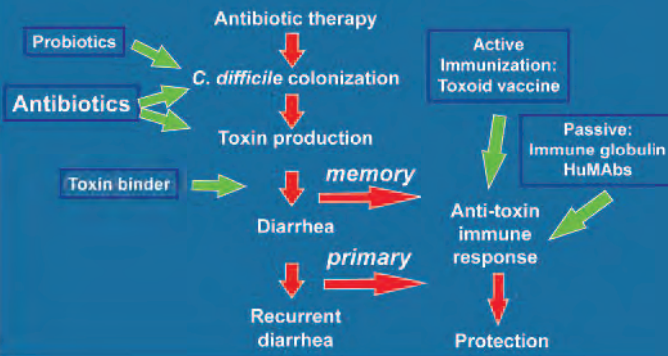 Antibiotic therapy
Probiotics
C. difficile colonization
Antibiotics
Toxin production
Toxin binder
memory
Diarrhea
primary
Recurrent
diarrhea
Active
Immunization:
Toxoid vaccine
Passive:
Immune globulin
HuMAbs
Anti-toxin
immune
response
Protection